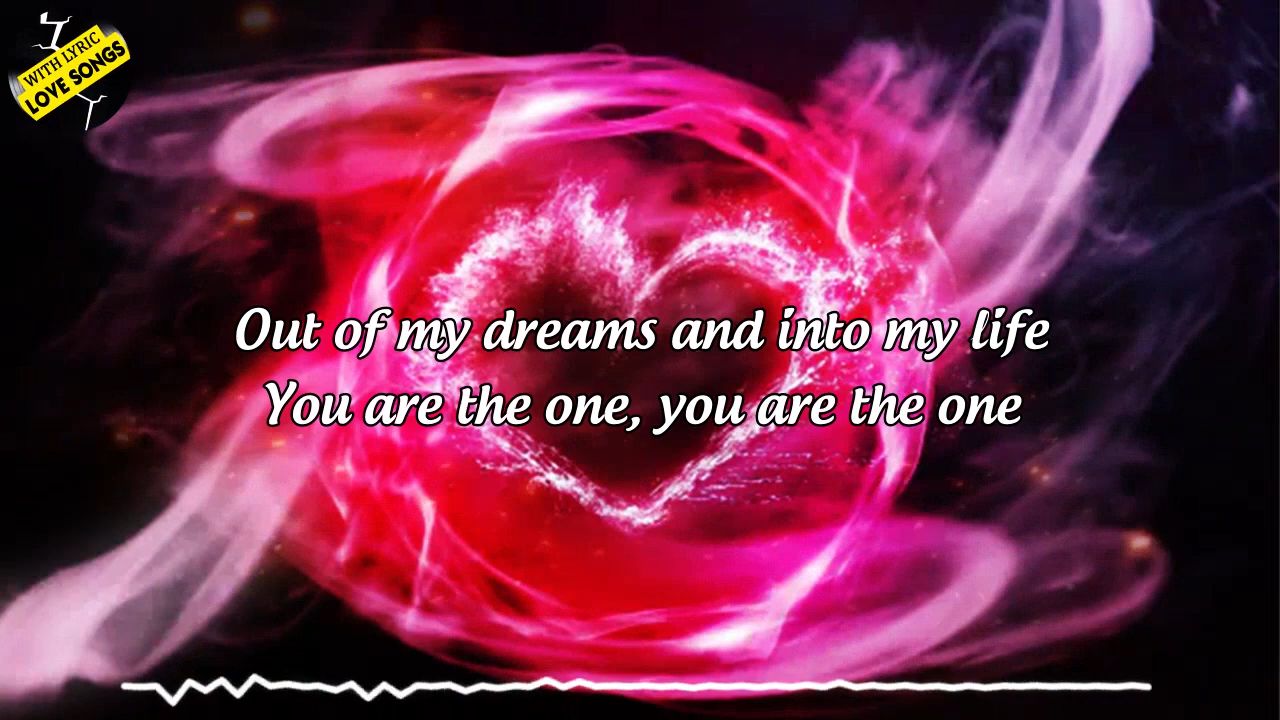 WITH LYRIC
LOVE SONGS
Out of my dreams and into my life
You are the one, you are the one